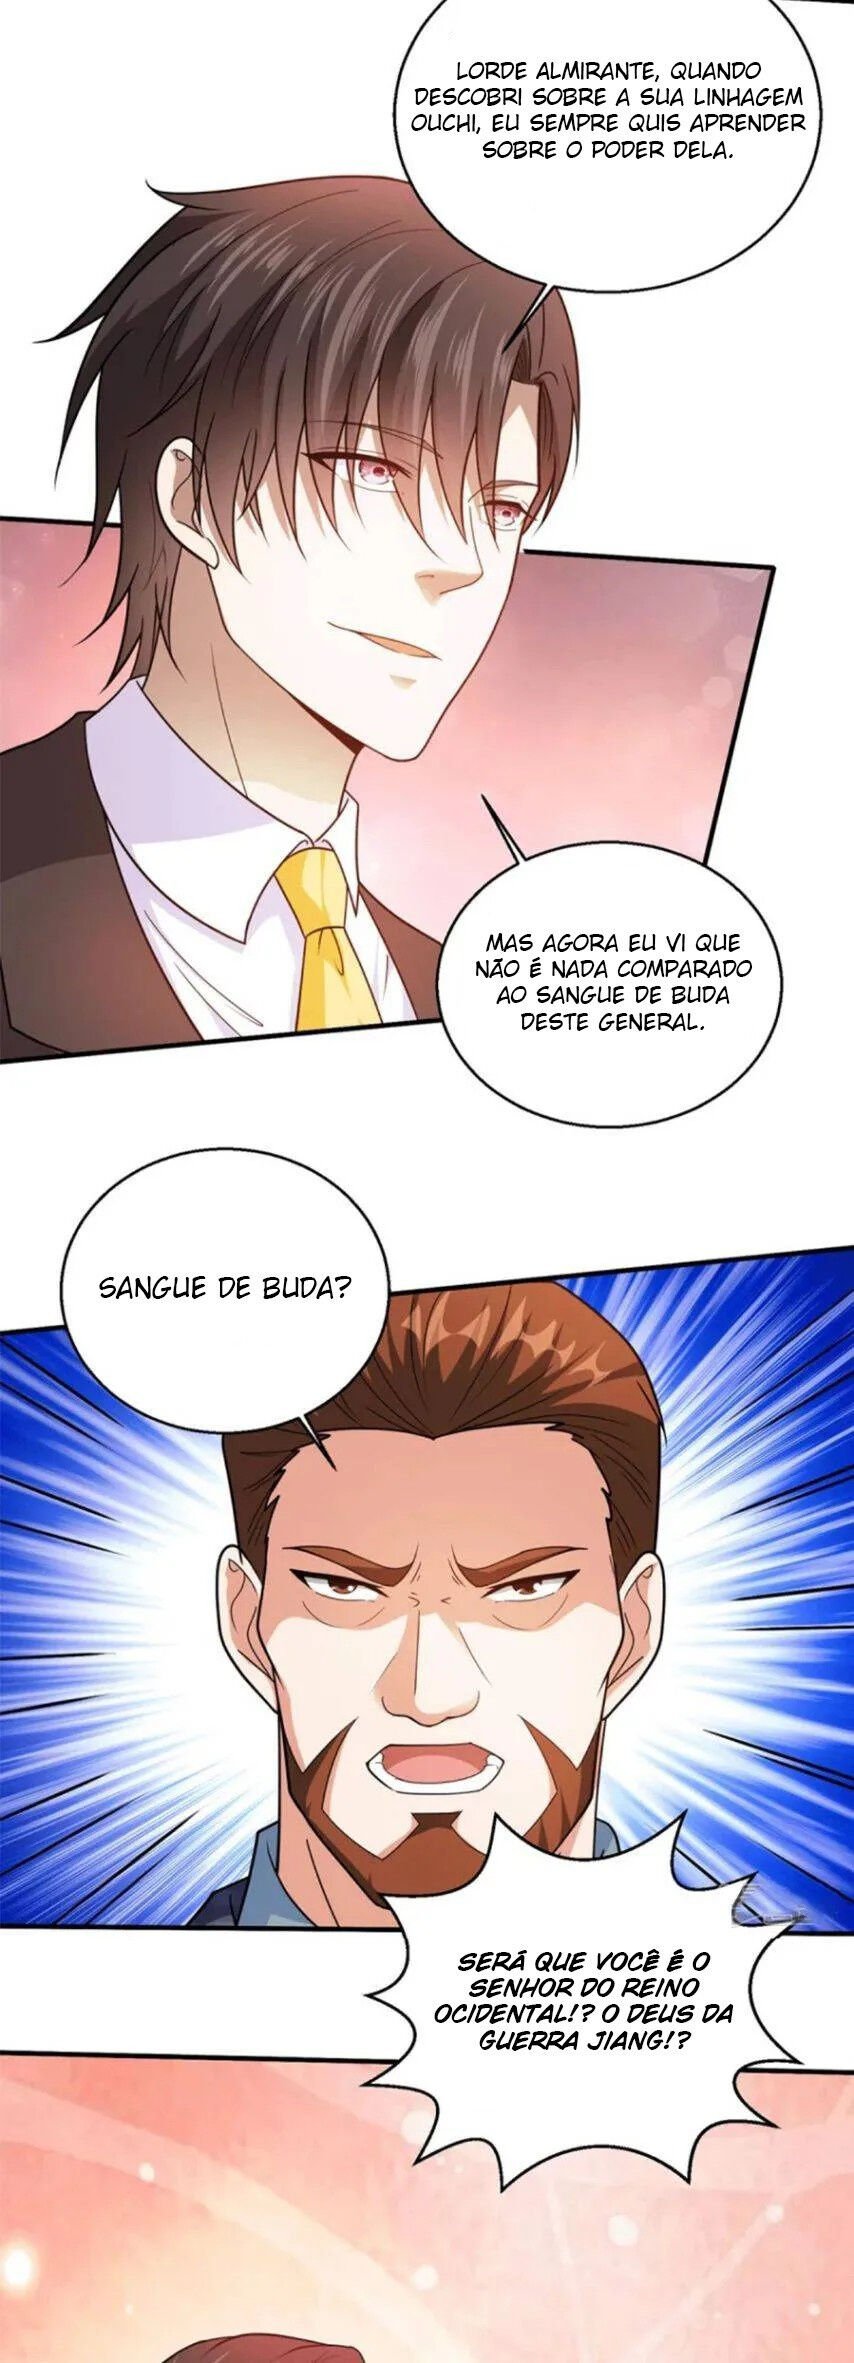 LORDE ALMIRANTE, QUANDO
DESCOBRI SOBRE A SUA LINHAGEM
OUCHI, EU SEMPRE QUIS APRENDER
SOBRE O PODER DELA.
MAS AGORA EU VI QUE
NÃO É NADA COMPARADO
AO SANGUE DE BUDA
DESTE GENERAL.
SANGUE DE BUDA?
SERÁ QUE VOCÊ É O
SENHOR DO REINO
OCIDENTAL!? O DEUS DA
GUERRA JIANG!?